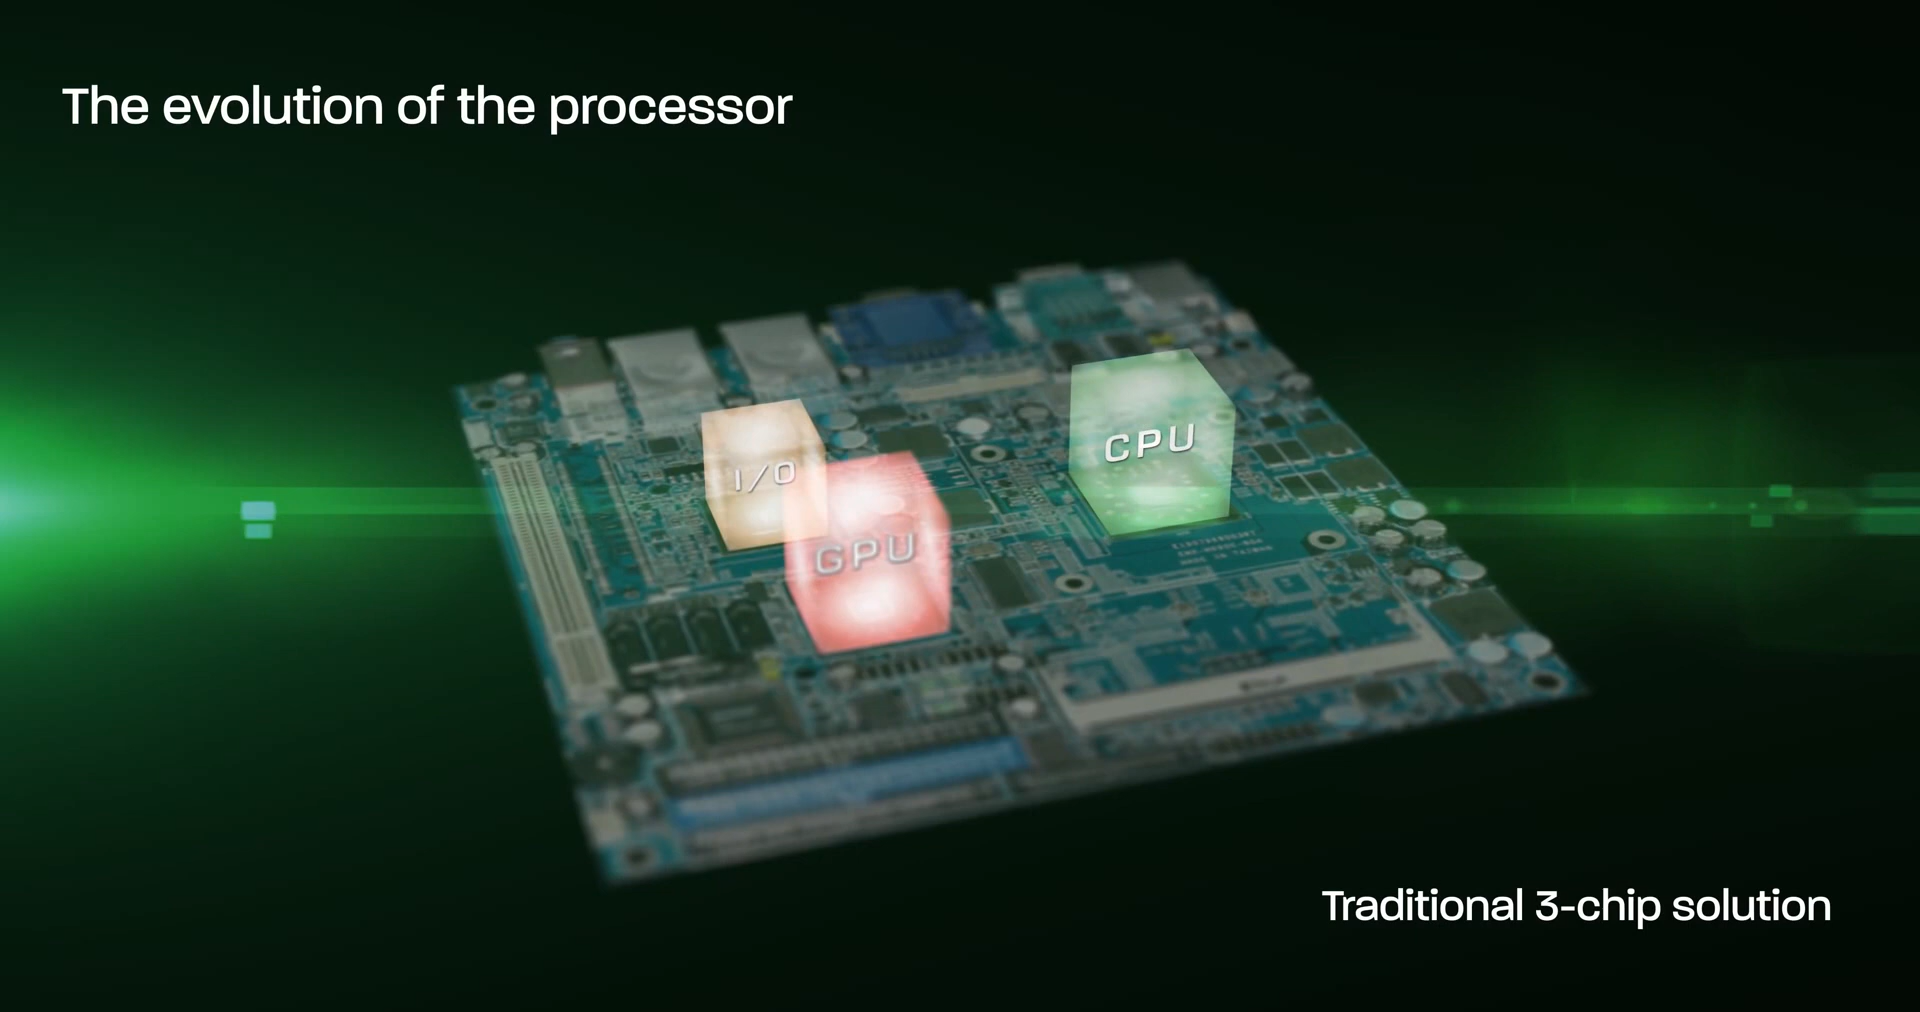 The evolution of the processor
I/O
GPU
CPU
Traditional 3-chip solution